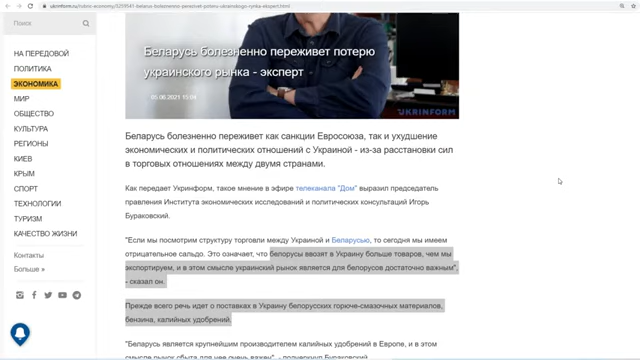 ukrinform.ru/rubric-economy/3293541-belarus-boleznenno-perezivet-poteru-ukrainskogo-rynka-ekspert.html
Поиск
НА ПЕРЕДОВОЙ
ПОЛИТИКА
ЭКОНОМИКА
МИР
ОБЩЕСТВО
КУЛЬТУРА
РЕГИОНЫ
КИЕВ
КРЫМ
СПОРТ
ТЕХНОЛОГИИ
ТУРИЗМ
КАЧЕСТВО ЖИЗНИ
Контакты
Больше »
Беларусь болезненно переживет потерю
украинского рынка - эксперт
05.08.2021 15:04
UKRINFORM
Беларусь болезненно переживет как санкции Евросоюза, так и ухудшение
экономических и политических отношений с Украиной - из-за расстановки сил
в торговых отношениях между двумя странами.
Как передает Укринформ, такое мнение в эфире телеканала "Дом" выразил председатель
правления Института экономических исследований и политических консультаций Игорь
Бураковский.
"Если мы посмотрим структуру торговли между Украиной и Беларусью, то сегодня мы имеем
отрицательное сальдо. Это означает, что белорусы ввозят в Украину больше товаров, чем мы
экспортируем, и в этом смысле украинский рынок является для белорусов достаточно важным",
- сказал он.
Прежде всего речь идет о поставках в Украину белорусских горюче-смазочных материалов,
бензина, калийных удобрений.
"Беларусь является крупнейшим производителем калийных удобрений в Европе, и в этом
смысле рынок сбыта для нее очень важен", - подчеркнул Бураковский.